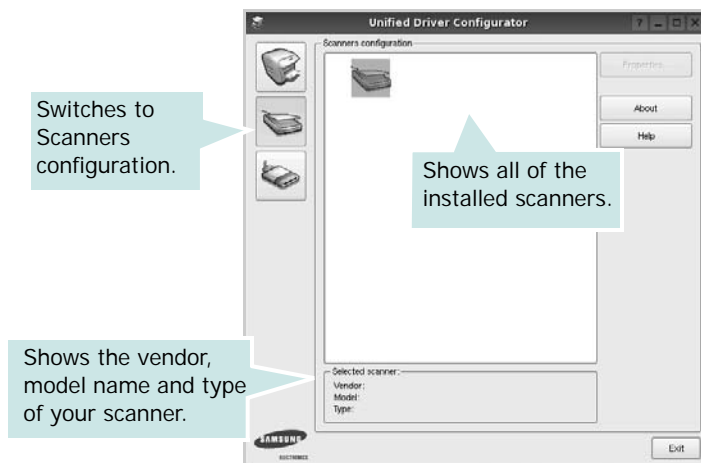 Unified Driver Configurator
Scanners configuration
Properties...
About
Help
Switches to
Scanners
configuration.
Shows all of the
installed scanners.
Shows the vendor,
model name and type
of your scanner.
Selected scanner:
Vendor:
Model:
Type:
SAMSUNG
ELECTRONICS
Exit